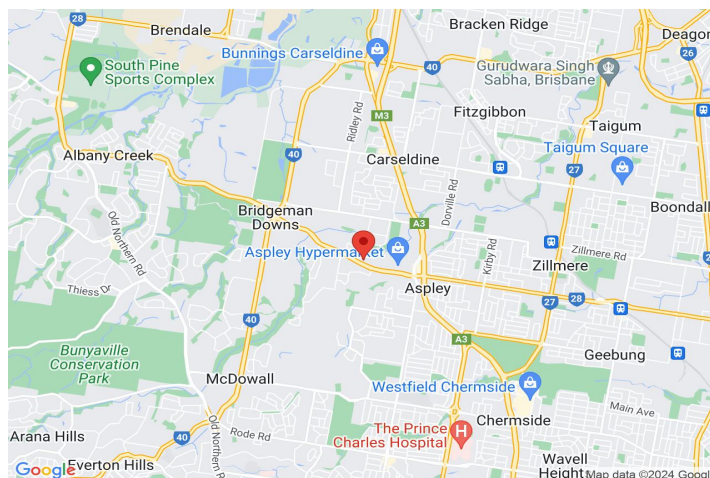 Brendale
Bracken Ridge
Deagon
28
26
Bunnings Carseldine
40
South Pine
Sports Complex
Gurudwara Singh
Sabha, Brisbane
Ridley Rd
M3
Fitzgibbon
Taigum
Albany Creek
40
Carseldine
27
Taigum Square
Dorville Rd
Old Northern Rd
Bridgeman
Downs
A3
Boondall
Aspley Hypermarket
Kirby Rd
Zillmere Rd
Zillmere
Thiess Dr
Aspley
27
28
40
A3
Bunyaville
Conservation
Park
Geebung
McDowall
Westfield Chermside
Old Northern Rd
Main Ave
Chermside
The Prince
Charles Hospital
H
Arana Hills
40
Rode Rd
Wavell
Heights
Google
Everton Hills
Map data ©2024 Google